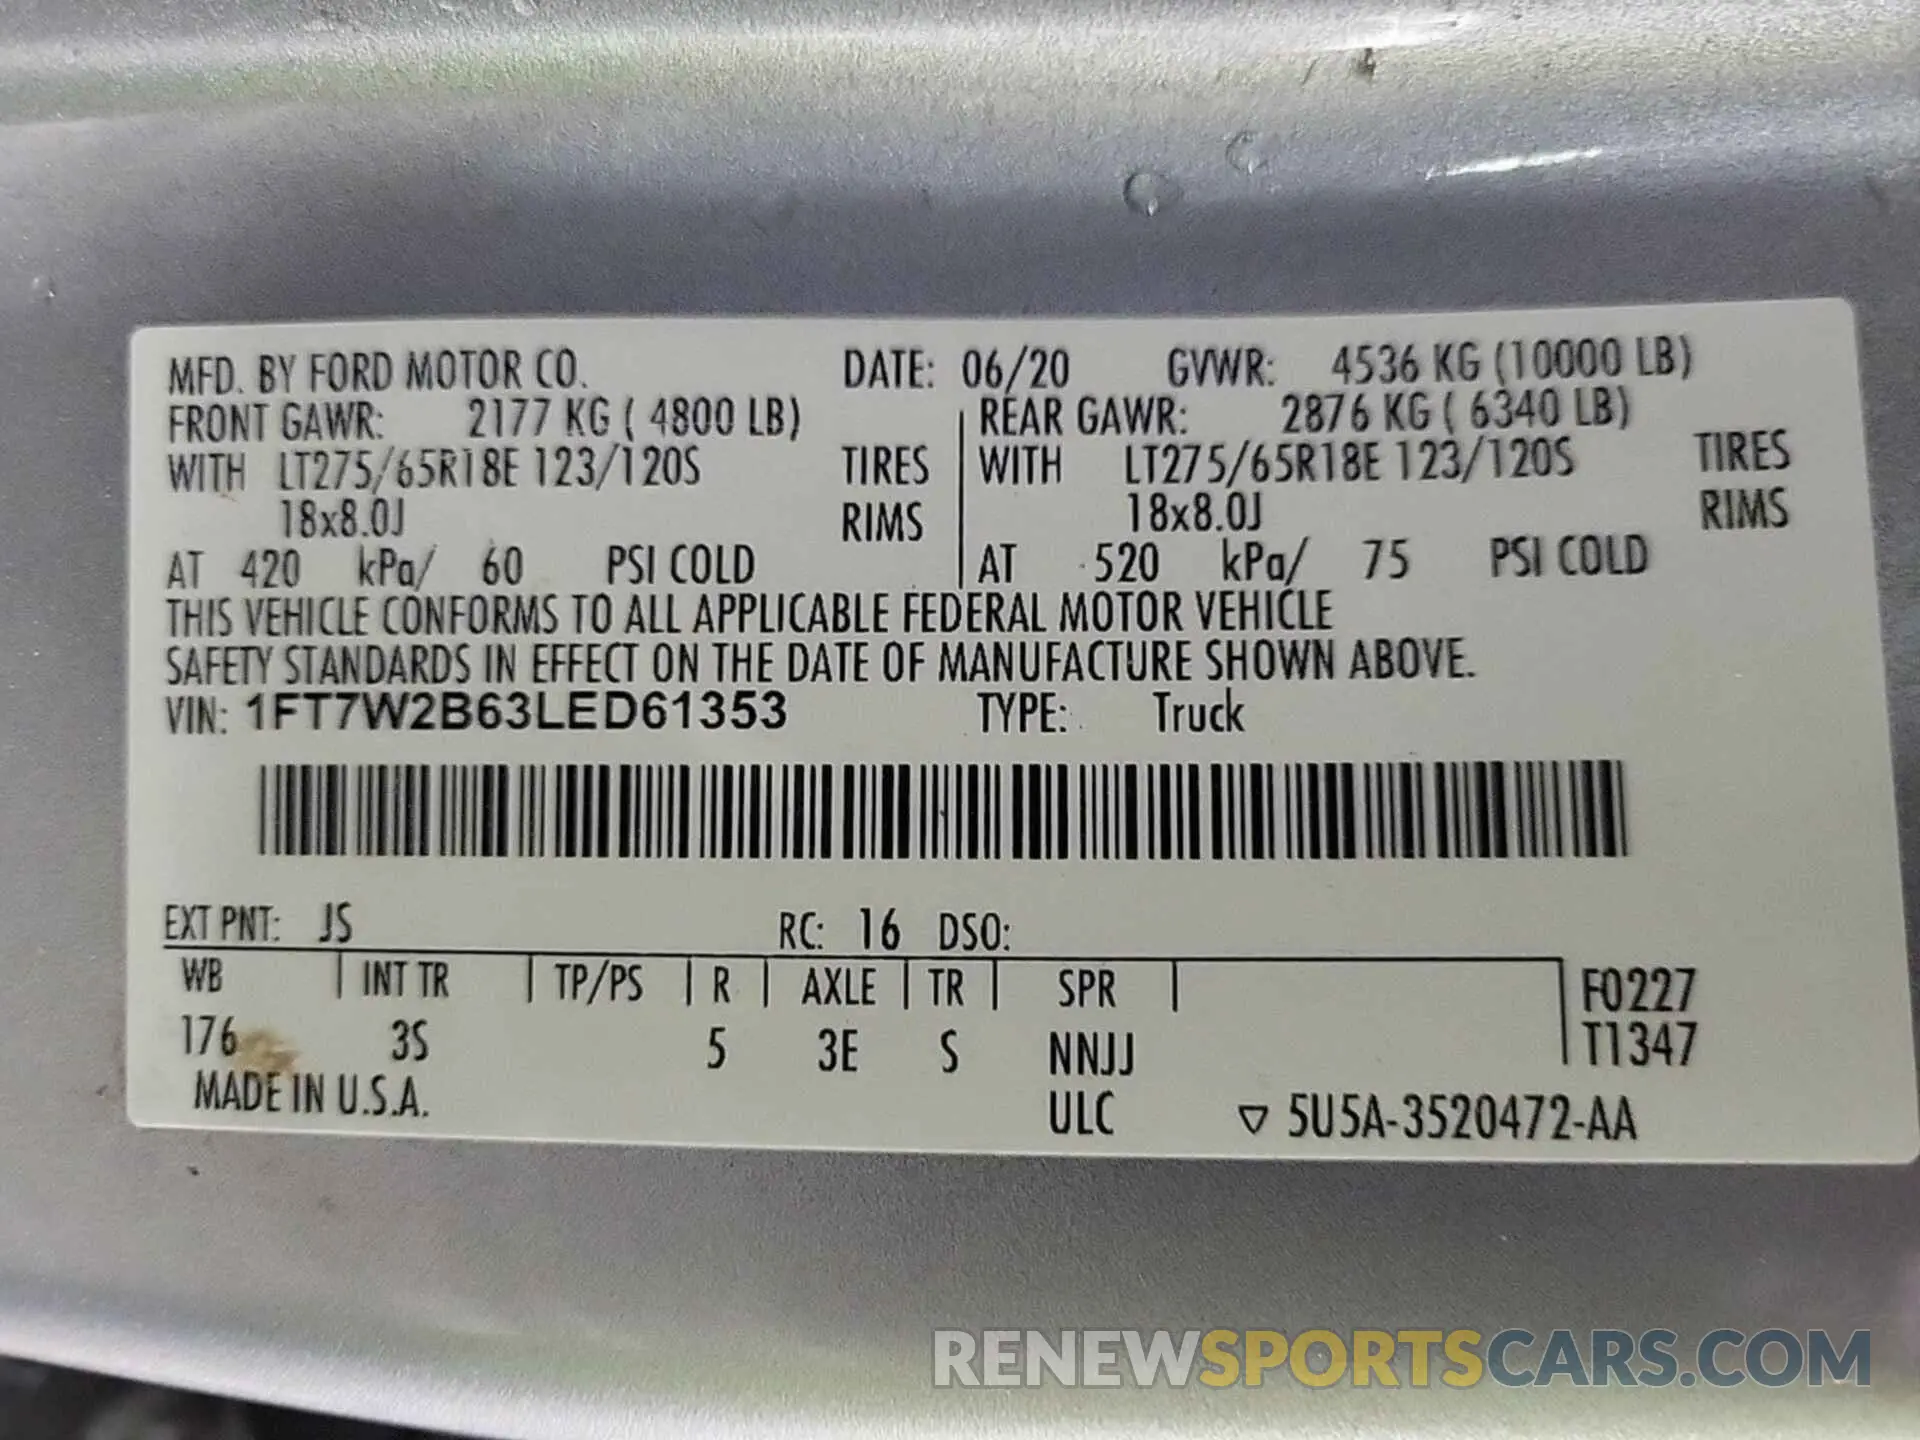 MFD. BY FORD MOTOR CO. DATE: 06/20 GVWR: 4536 KG (10000 LB)
FRONT GAWR: 2177 KG ( 4800 LB) REAR GAWR: 2876 KG ( 6340 LB)
WITH LT275/65R18E 123/120S TIRES WITH LT275/65R18E 123/120S TIRES
18x8.0J RIMS 18x8.0J RIMS
AT 420 kPa/ 60 PSI COLD AT 520 kPa/ 75 PSI COLD
THIS VEHICLE CONFORMS TO ALL APPLICABLE FEDERAL MOTOR VEHICLE
SAFETY STANDARDS IN EFFECT ON THE DATE OF MANUFACTURE SHOWN ABOVE.
VIN: 1FT7W2B63LED61353 TYPE: Truck
EXT PNT: JS RC: 16 DSO:
WB INT TR TP/PS R AXLE TR SPR F0227
176 3S 5 3E S NNJJ T1347
MADE IN U.S.A. ULC ▽ 5U5A-3520472-AA
RENEWSPORTSCARS.COM